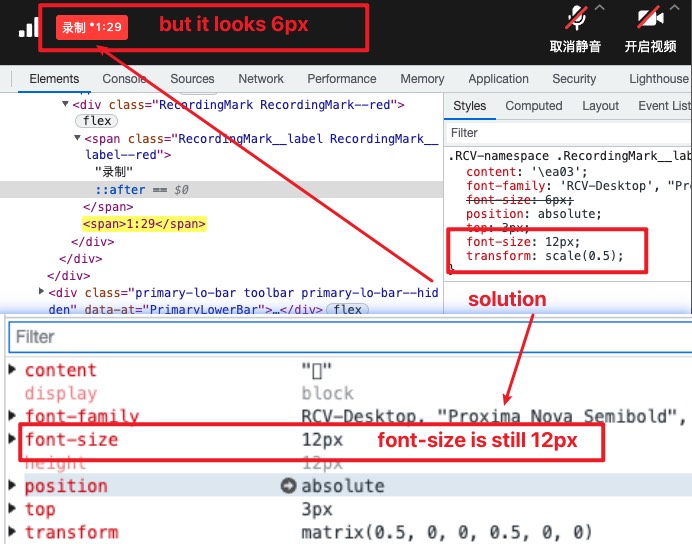 录制 •1:29
but it looks 6px
取消静音
开启视频
Elements Console Sources Network Performance Memory Application Security Lighthouse
<div class="RecordingMark RecordingMark--red">
flex
<span class="RecordingMark__label RecordingMark__
label--red">
"录制"
::after == $0
</span>
<span>1:29</span>
</div>
</div>
</div>
<div class="primary-lo-bar toolbar primary-lo-bar--hid
den" data-at="PrimaryLowerBar">…</div> flex
Styles Computed Layout Event List
Filter
.RCV-namespace .RecordingMark__lab
content: '\ea03';
font-family: 'RCV-Desktop', "Pr
font-size: 6px;
position: absolute;
top: 3px;
font-size: 12px;
transform: scale(0.5);
}
solution
Filter
content "▯"
display block
font-family RCV-Desktop, "Proxima Nova Semibold",
font-size 12px
font-size is still 12px
height 12px
position absolute
top 3px
transform matrix(0.5, 0, 0, 0.5, 0, 0)